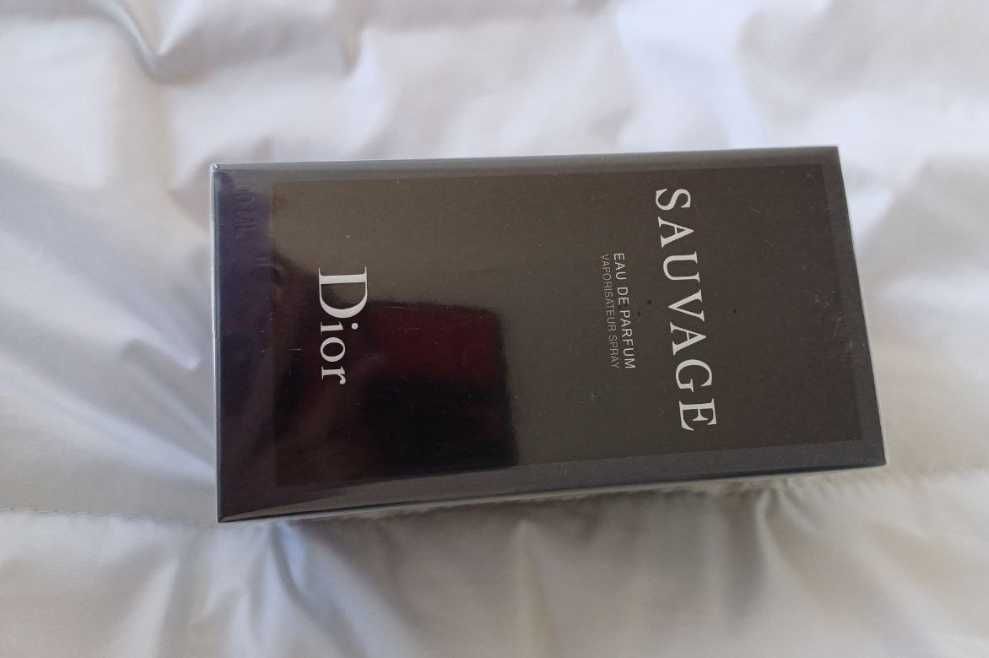 SAUVAGE
EAU DE PARFUM
VAPORISATEUR SPRAY
Dior